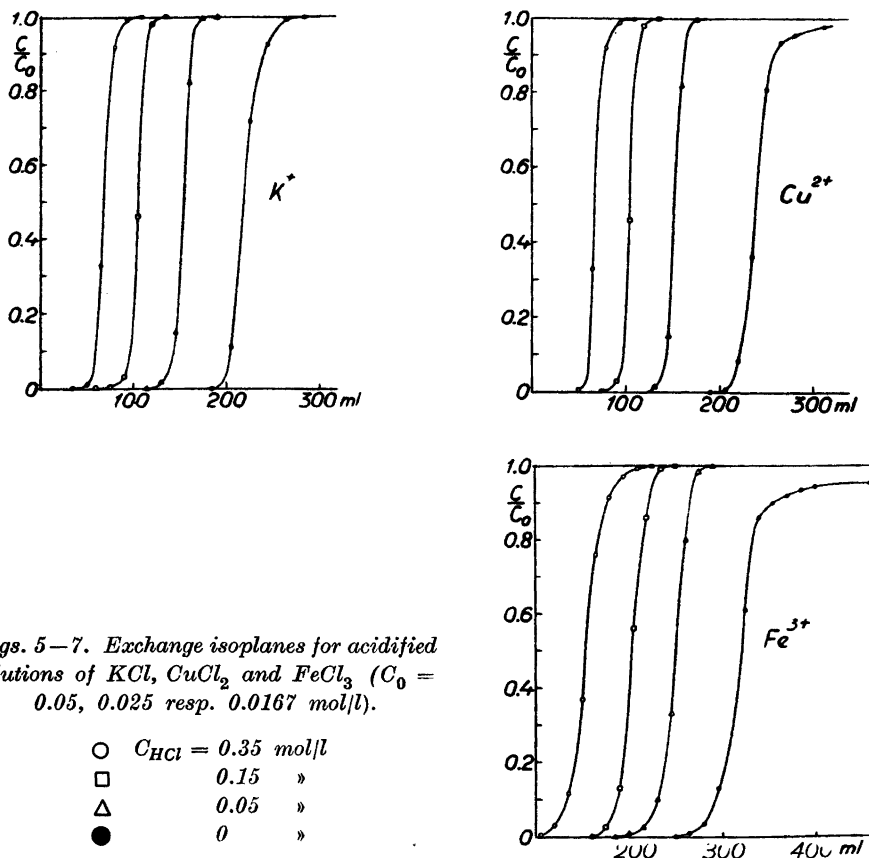 1.0
C/C₀
0.8
0.6
0.4
0.2
0
100
200
300 ml
K⁺
1.0
C/C₀
0.8
0.6
0.4
0.2
0
100
200
300 ml
Cu²⁺
1.0
C/C₀
0.8
0.6
0.4
0.2
0
200
300
400 ml
Fe³⁺
gs. 5–7. Exchange isoplanes for acidified
utions of KCl, CuCl₂ and FeCl₃ (C₀ =
0.05, 0.025 resp. 0.0167 mol/l).
○ C_HCl = 0.35 mol/l
□ 0.15 »
△ 0.05 »
● 0 »